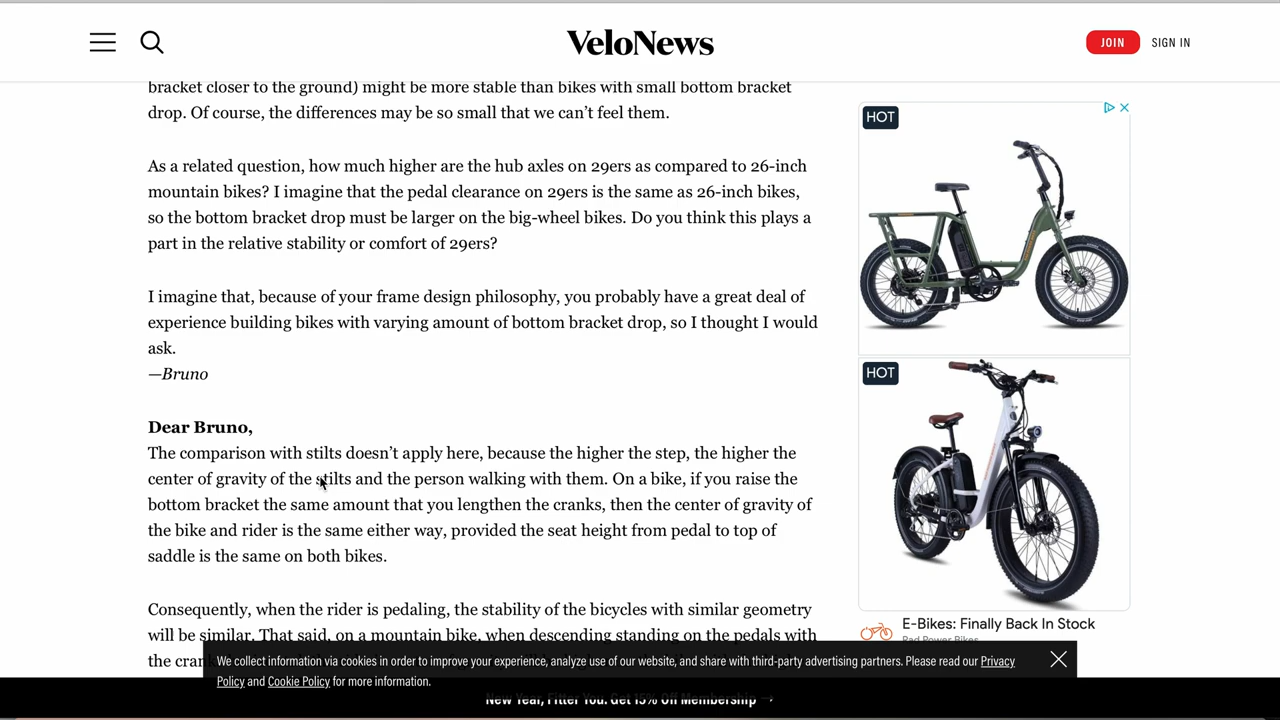 VeloNews
JOIN
SIGN IN
bracket closer to the ground) might be more stable than bikes with small bottom bracket
drop. Of course, the differences may be so small that we can’t feel them.
As a related question, how much higher are the hub axles on 29ers as compared to 26-inch
mountain bikes? I imagine that the pedal clearance on 29ers is the same as 26-inch bikes,
so the bottom bracket drop must be larger on the big-wheel bikes. Do you think this plays a
part in the relative stability or comfort of 29ers?
I imagine that, because of your frame design philosophy, you probably have a great deal of
experience building bikes with varying amount of bottom bracket drop, so I thought I would
ask.
—Bruno
Dear Bruno,
The comparison with stilts doesn’t apply here, because the higher the step, the higher the
center of gravity of the stilts and the person walking with them. On a bike, if you raise the
bottom bracket the same amount that you lengthen the cranks, then the center of gravity of
the bike and rider is the same either way, provided the seat height from pedal to top of
saddle is the same on both bikes.
Consequently, when the rider is pedaling, the stability of the bicycles with similar geometry
will be similar. That said, on a mountain bike, when descending standing on the pedals with
the cran
HOT
HOT
E-Bikes: Finally Back In Stock
Rad Power Bikes
We collect information via cookies in order to improve your experience, analyze use of our website, and share with third-party advertising partners. Please read our Privacy
Policy and Cookie Policy for more information.
New Year, Fitter You. Get 15% Off Membership →